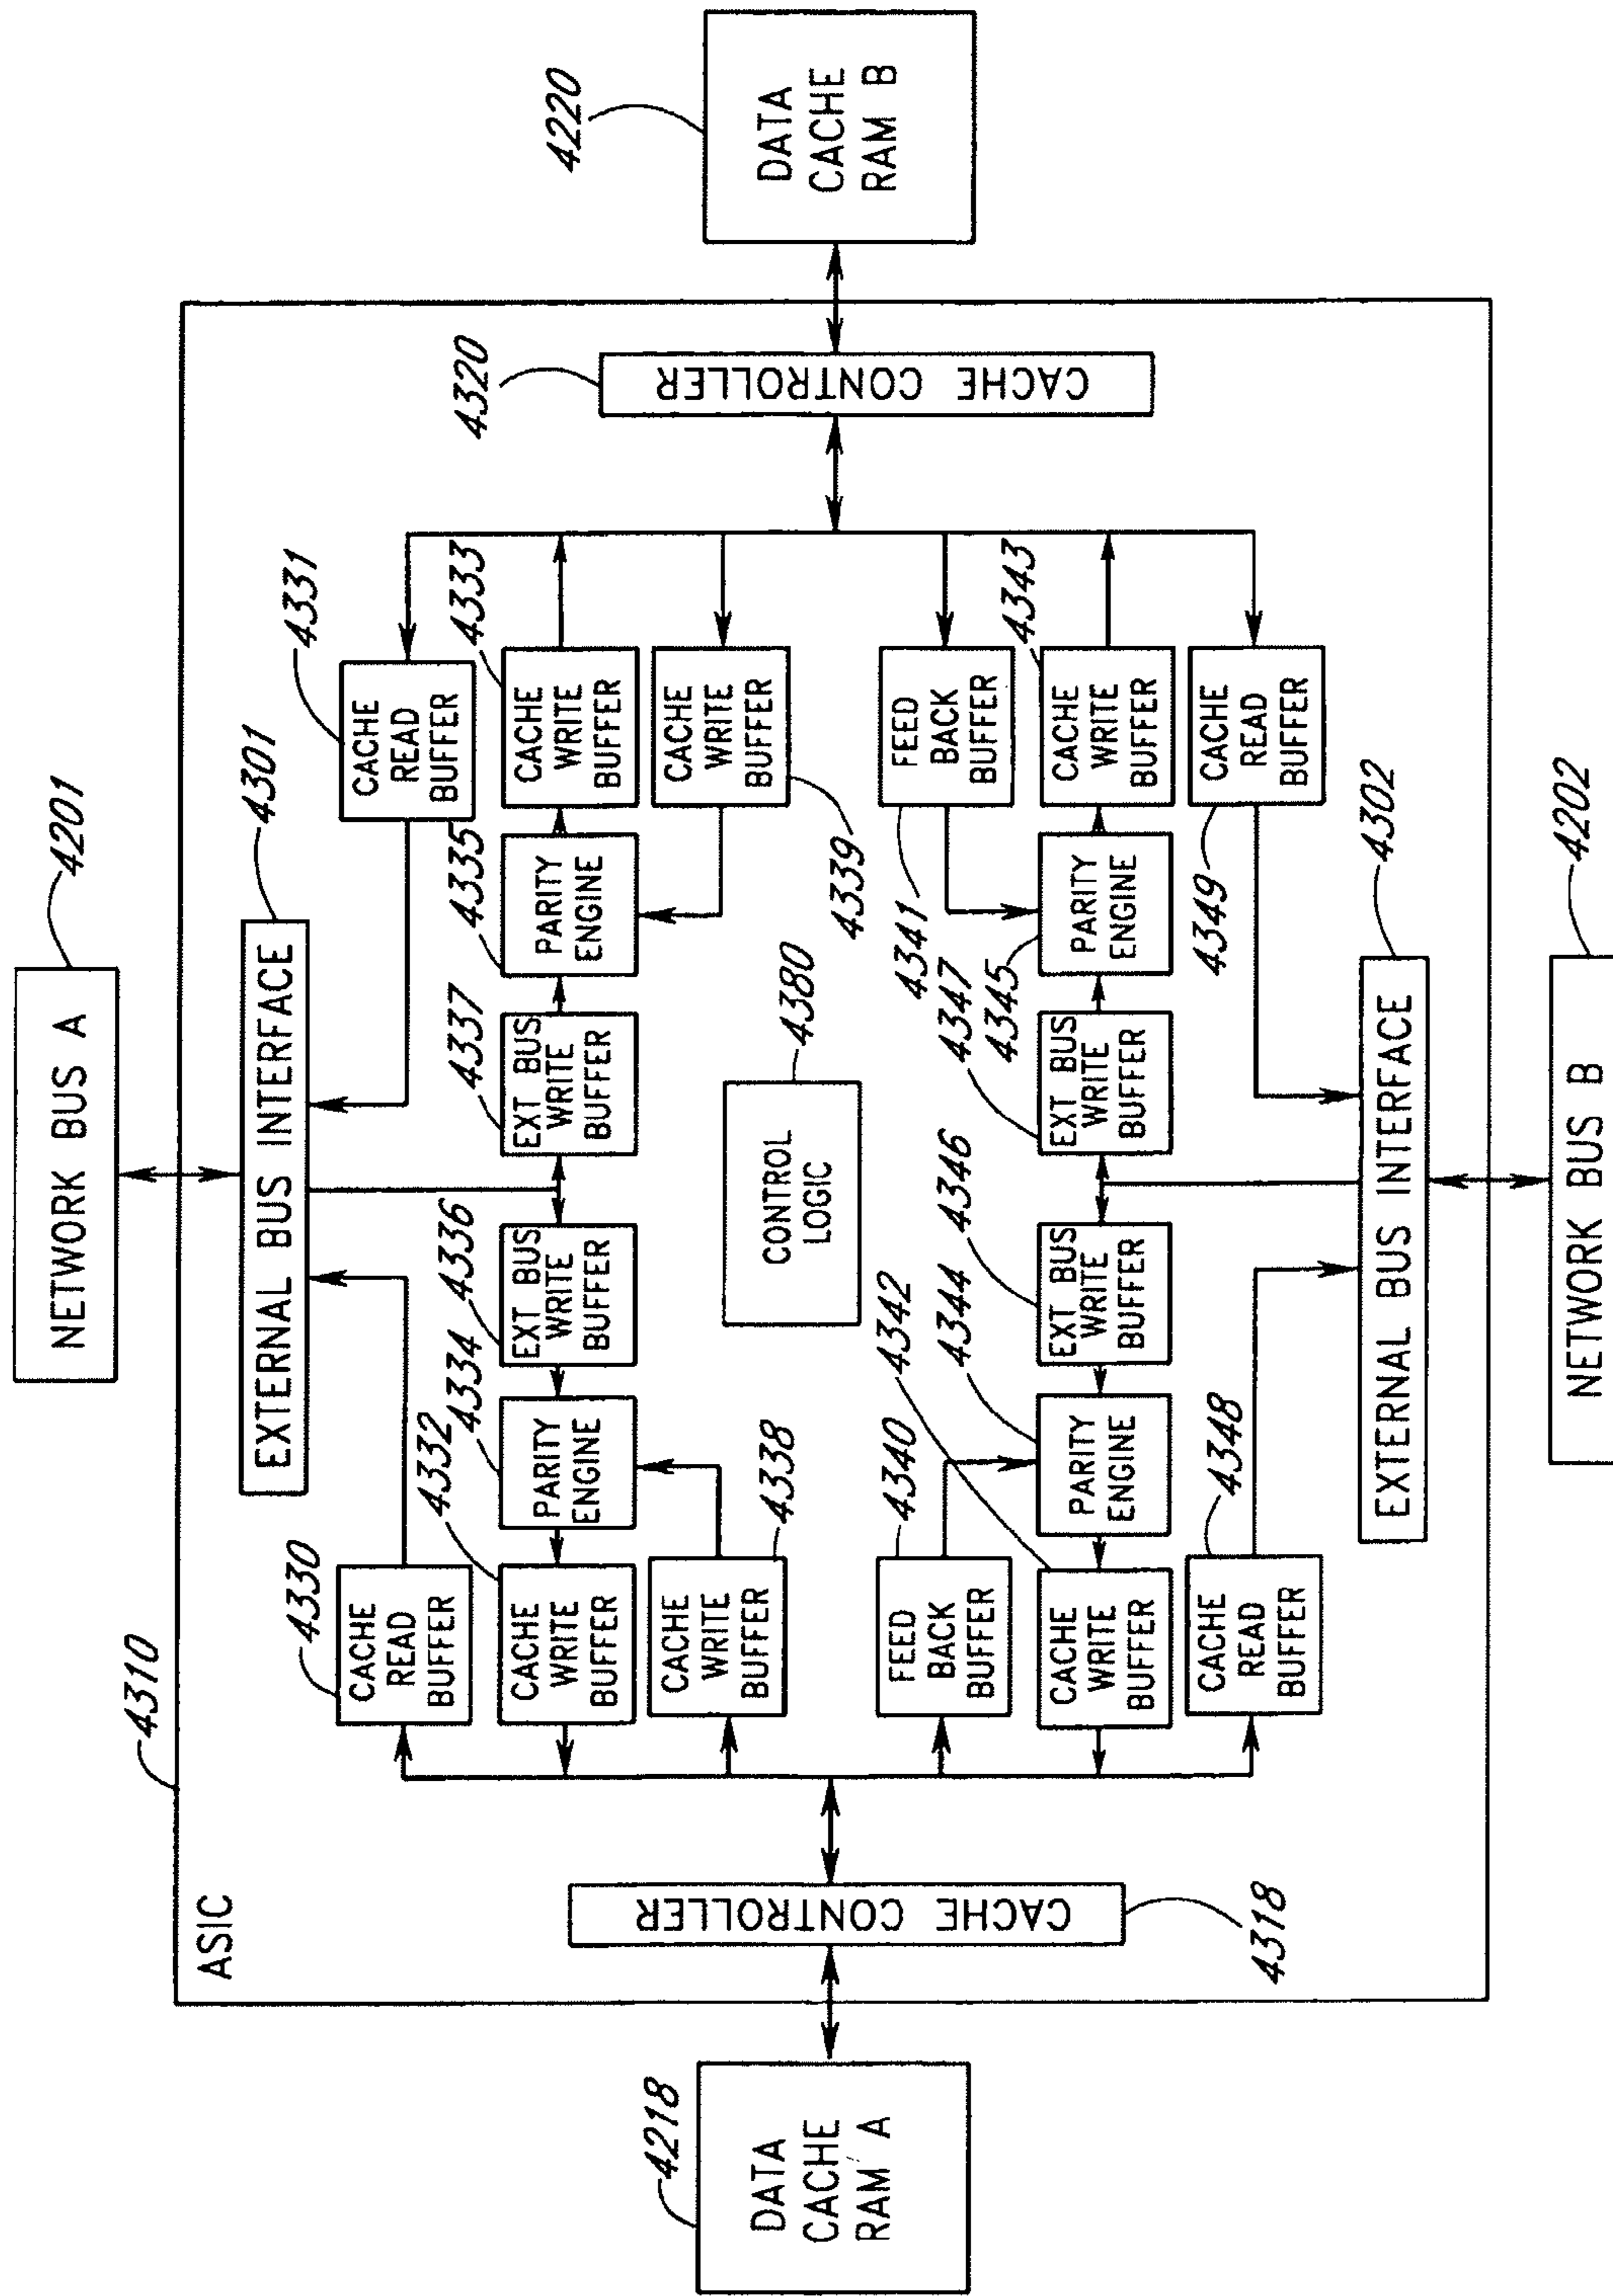 NETWORK BUS A
4201
4310
ASIC
EXTERNAL BUS INTERFACE
4301
4330
CACHE
READ
BUFFER
4331
CACHE
READ
BUFFER
4332
CACHE
WRITE
BUFFER
4334
PARITY
ENGINE
4336
EXT BUS
WRITE
BUFFER
4337
EXT BUS
WRITE
BUFFER
4335
PARITY
ENGINE
4333
CACHE
WRITE
BUFFER
CACHE
WRITE
BUFFER
4338
CACHE
WRITE
BUFFER
4339
4218
DATA
CACHE
RAM A
CACHE CONTROLLER
4318
CONTROL
LOGIC
4380
4320
CACHE CONTROLLER
4220
DATA
CACHE
RAM B
4340
FEED
BACK
BUFFER
4341
FEED
BACK
BUFFER
4342
CACHE
WRITE
BUFFER
4344
PARITY
ENGINE
4346
EXT BUS
WRITE
BUFFER
4347
EXT BUS
WRITE
BUFFER
4345
PARITY
ENGINE
4343
CACHE
WRITE
BUFFER
4348
CACHE
READ
BUFFER
4349
CACHE
READ
BUFFER
EXTERNAL BUS INTERFACE
4302
NETWORK BUS B
4202